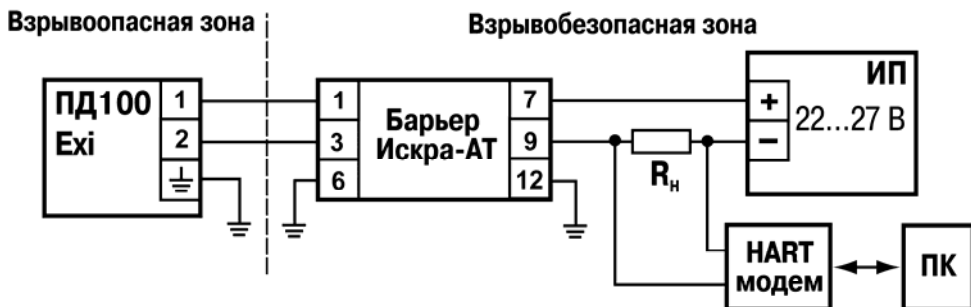 Взрывоопасная зона
Взрывобезопасная зона
ПД100
Exi
1
2
1
3
6
Барьер
Искра-АТ
7
9
12
Rн
ИП
+
22...27 В
−
HART
модем
ПК